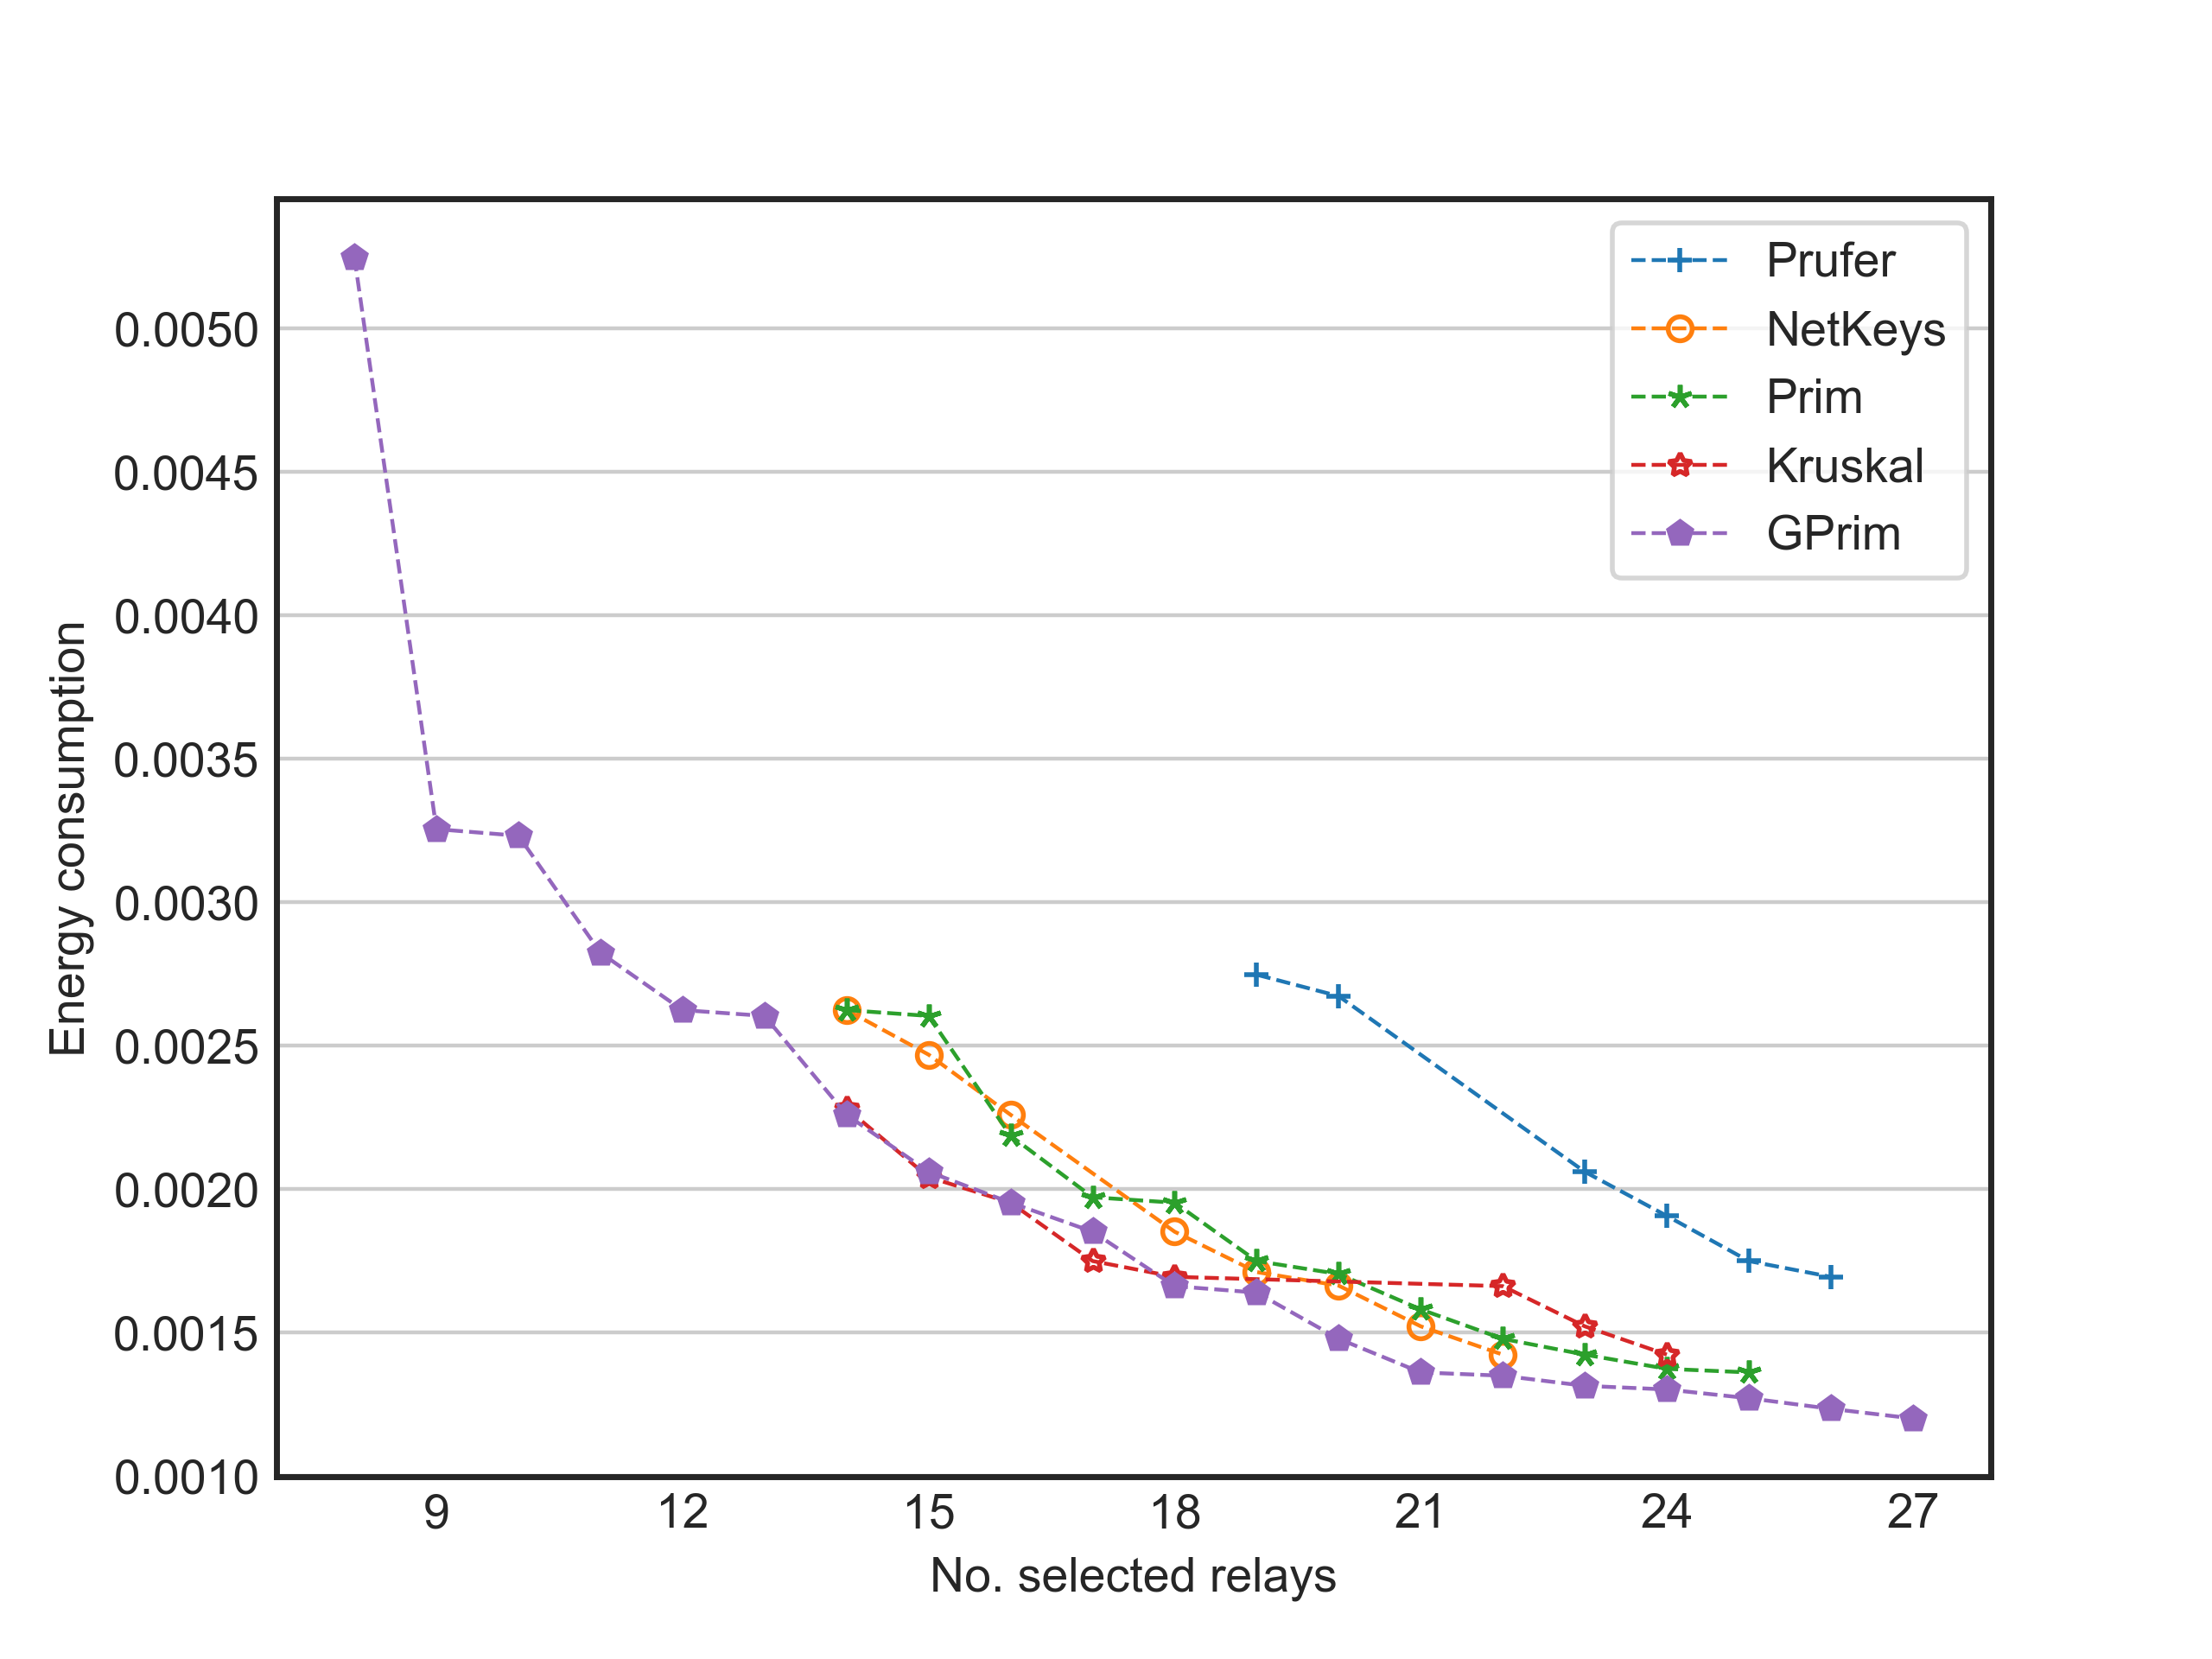 Prufer
NetKeys
Prim
Kruskal
GPrim
Energy consumption
0.0050
0.0045
0.0040
0.0035
0.0030
0.0025
0.0020
0.0015
0.0010
9 12 15 18 21 24 27
No. selected relays